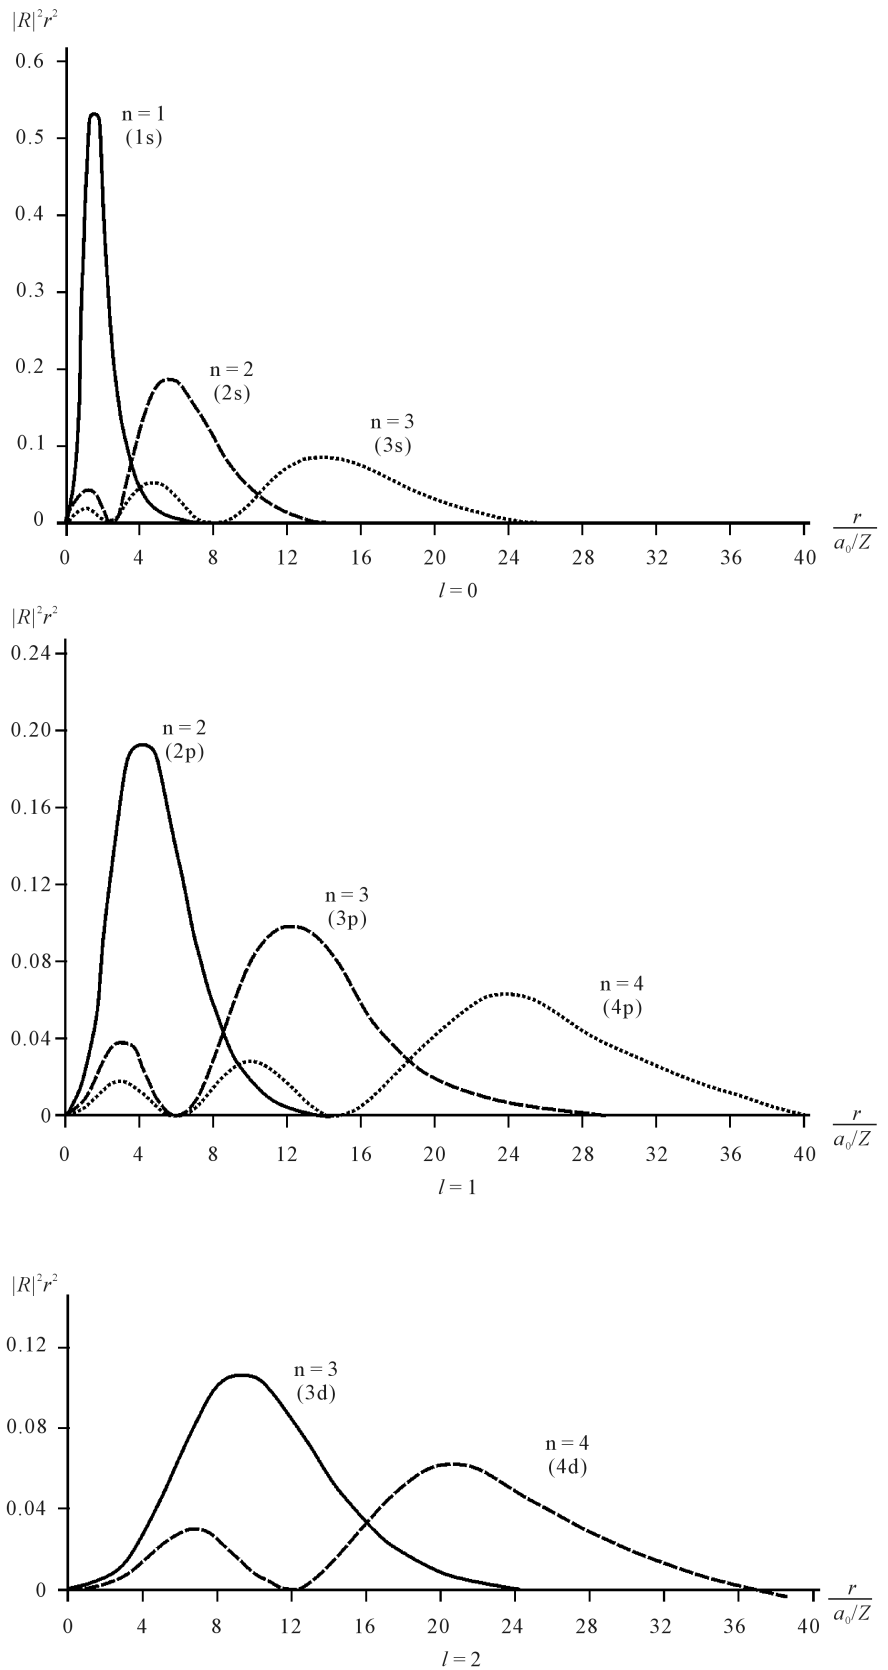 |R|²r²
0.6
n = 1
(1s)
0.5
0.4
0.3
n = 2
(2s)
0.2
n = 3
(3s)
0.1
0
r
a₀/Z
0 4 8 12 16 20 24 28 32 36 40
l = 0
|R|²r²
0.24
n = 2
(2p)
0.20
0.16
n = 3
(3p)
0.12
n = 4
(4p)
0.08
0.04
0
r
a₀/Z
0 4 8 12 16 20 24 28 32 36 40
l = 1
|R|²r²
0.12
n = 3
(3d)
0.08
n = 4
(4d)
0.04
0
r
a₀/Z
0 4 8 12 16 20 24 28 32 36 40
l = 2